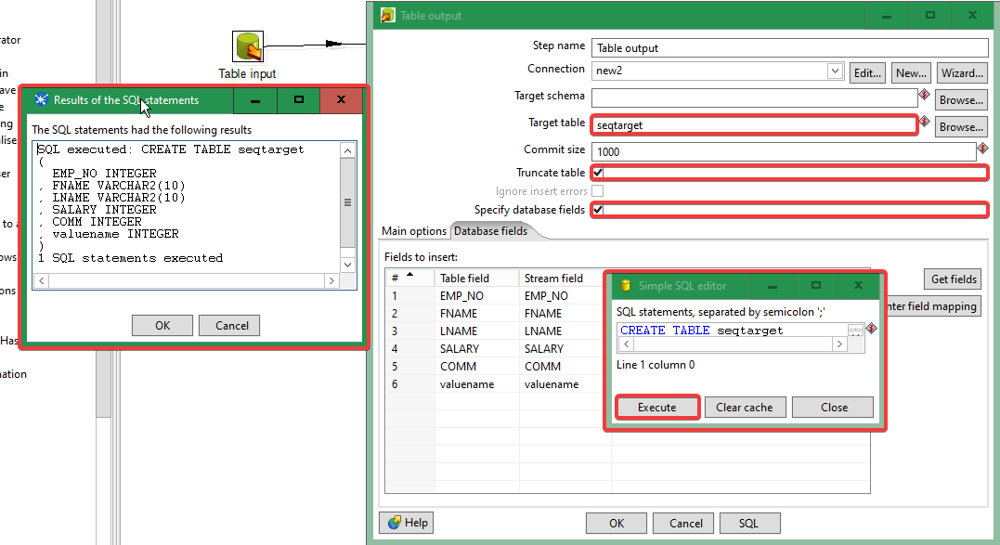 rator
in
ave
e
ng
lise
ser
to a
ows
ons
Has
nation
Table input
Results of the SQL statements
The SQL statements had the following results
SQL executed: CREATE TABLE seqtarget
(
EMP_NO INTEGER
, FNAME VARCHAR2(10)
, LNAME VARCHAR2(10)
, SALARY INTEGER
, COMM INTEGER
, valuename INTEGER
)
1 SQL statements executed
OK Cancel
Table output
Step name Table output
Connection new2 Edit... New... Wizard...
Target schema Browse...
Target table seqtarget Browse...
Commit size 1000
Truncate table
Ignore insert errors
Specify database fields
Main options Database fields
Fields to insert:
# Table field Stream field
1 EMP_NO EMP_NO
2 FNAME FNAME
3 LNAME LNAME
4 SALARY SALARY
5 COMM COMM
6 valuename valuename
Get fields
nter field mapping
Simple SQL editor
SQL statements, separated by semicolon ';'
CREATE TABLE seqtarget
Line 1 column 0
Execute Clear cache Close
Help OK Cancel SQL